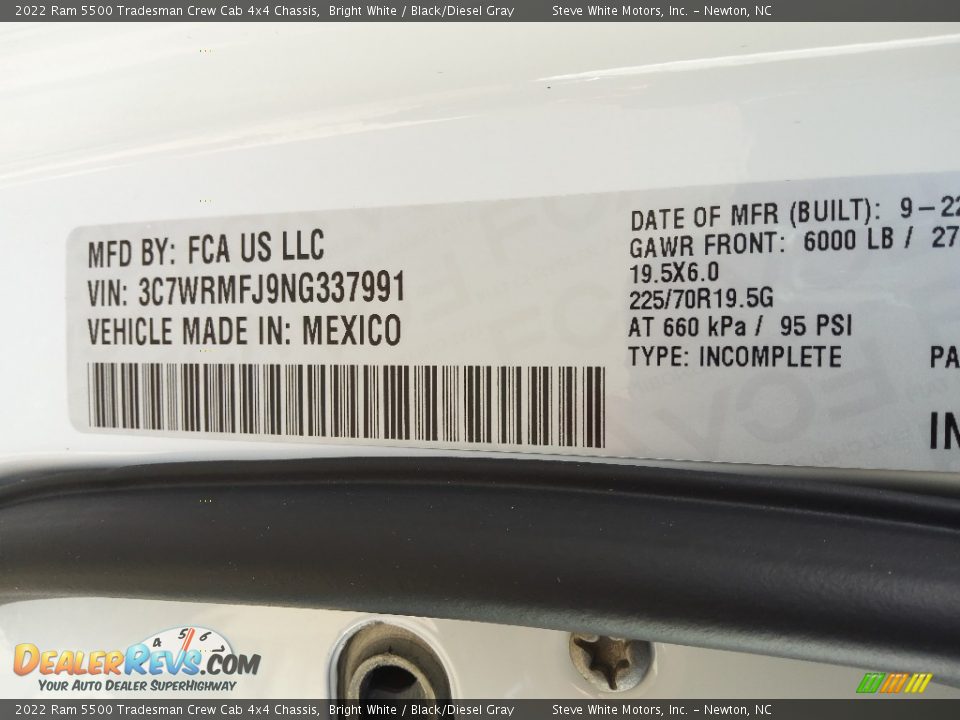 2022 Ram 5500 Tradesman Crew Cab 4x4 Chassis, Bright White / Black/Diesel Gray Steve White Motors, Inc. - Newton, NC
MFD BY: FCA US LLC
VIN: 3C7WRMFJ9NG337991
VEHICLE MADE IN: MEXICO
DATE OF MFR (BUILT): 9-22
GAWR FRONT: 6000 LB / 27
19.5X6.0
225/70R19.5G
AT 660 kPa / 95 PSI
TYPE: INCOMPLETE PA
IN
4 5 6
DEALERREVS.COM
YOUR AUTO DEALER SUPERHIGHWAY
2022 Ram 5500 Tradesman Crew Cab 4x4 Chassis, Bright White / Black/Diesel Gray Steve White Motors, Inc. - Newton, NC